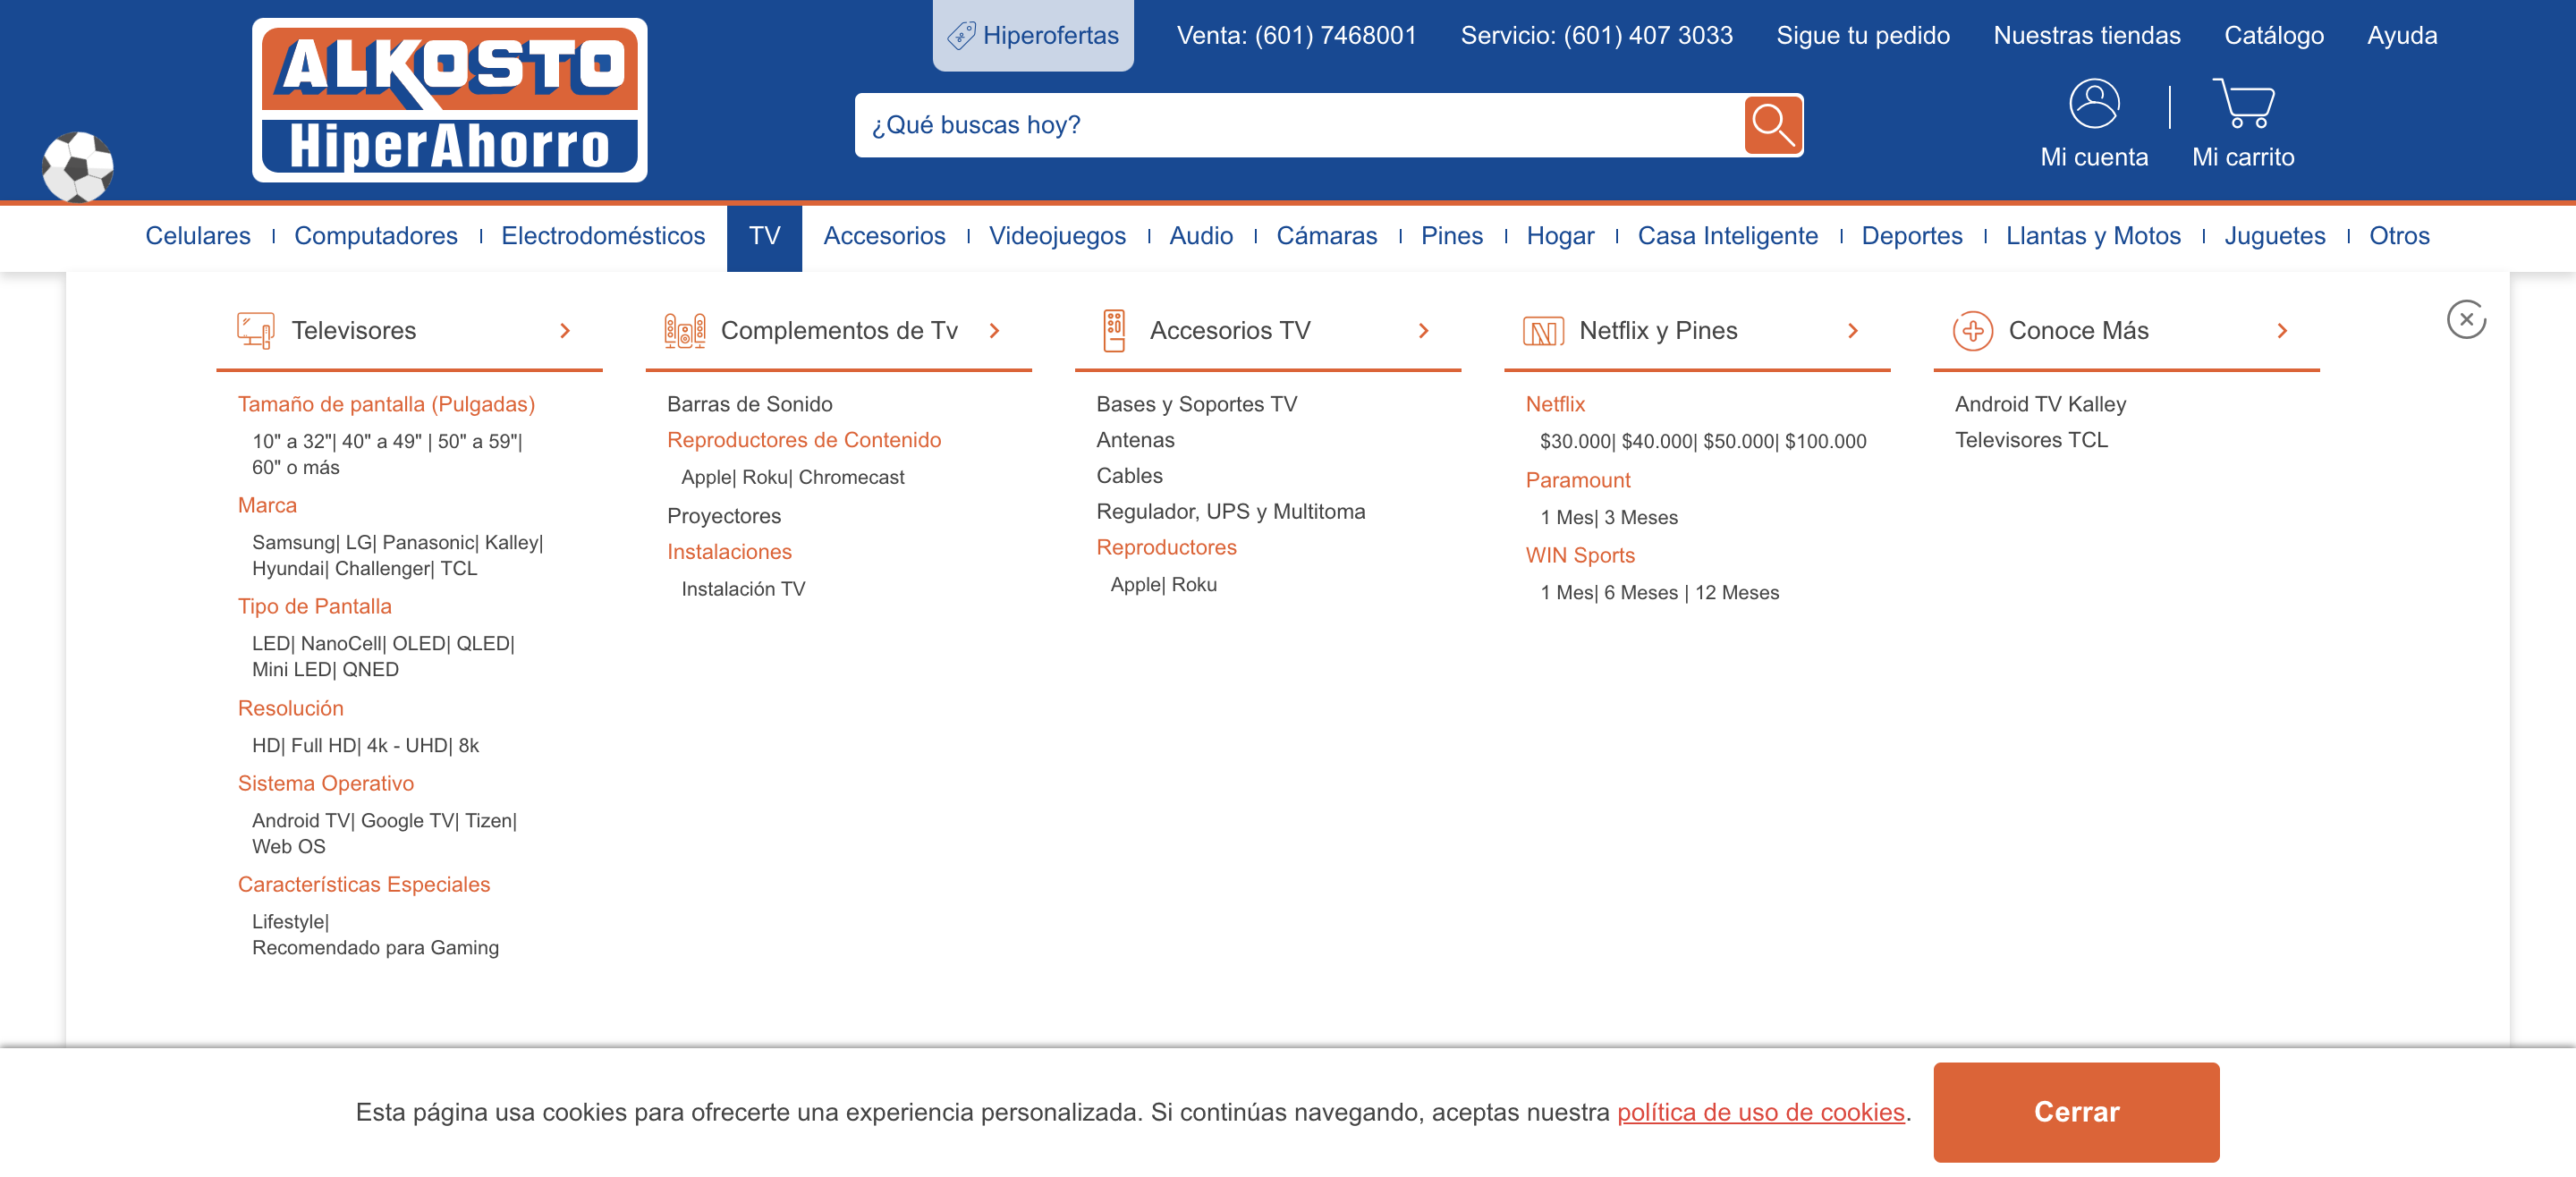 ALKOSTO
HiperAhorro
Hiperofertas
Venta: (601) 7468001
Servicio: (601) 407 3033
Sigue tu pedido
Nuestras tiendas
Catálogo
Ayuda
¿Qué buscas hoy?
Mi cuenta
Mi carrito
Celulares
Computadores
Electrodomésticos
TV
Accesorios
Videojuegos
Audio
Cámaras
Pines
Hogar
Casa Inteligente
Deportes
Llantas y Motos
Juguetes
Otros
Televisores
Tamaño de pantalla (Pulgadas)
10" a 32"| 40" a 49" | 50" a 59"|
60" o más
Marca
Samsung| LG| Panasonic| Kalley|
Hyundai| Challenger| TCL
Tipo de Pantalla
LED| NanoCell| OLED| QLED|
Mini LED| QNED
Resolución
HD| Full HD| 4k - UHD| 8k
Sistema Operativo
Android TV| Google TV| Tizen|
Web OS
Características Especiales
Lifestyle|
Recomendado para Gaming
Complementos de Tv
Barras de Sonido
Reproductores de Contenido
Apple| Roku| Chromecast
Proyectores
Instalaciones
Instalación TV
Accesorios TV
Bases y Soportes TV
Antenas
Cables
Regulador, UPS y Multitoma
Reproductores
Apple| Roku
Netflix y Pines
Netflix
$30.000| $40.000| $50.000| $100.000
Paramount
1 Mes| 3 Meses
WIN Sports
1 Mes| 6 Meses | 12 Meses
Conoce Más
Android TV Kalley
Televisores TCL
Esta página usa cookies para ofrecerte una experiencia personalizada. Si continúas navegando, aceptas nuestra política de uso de cookies.
Cerrar